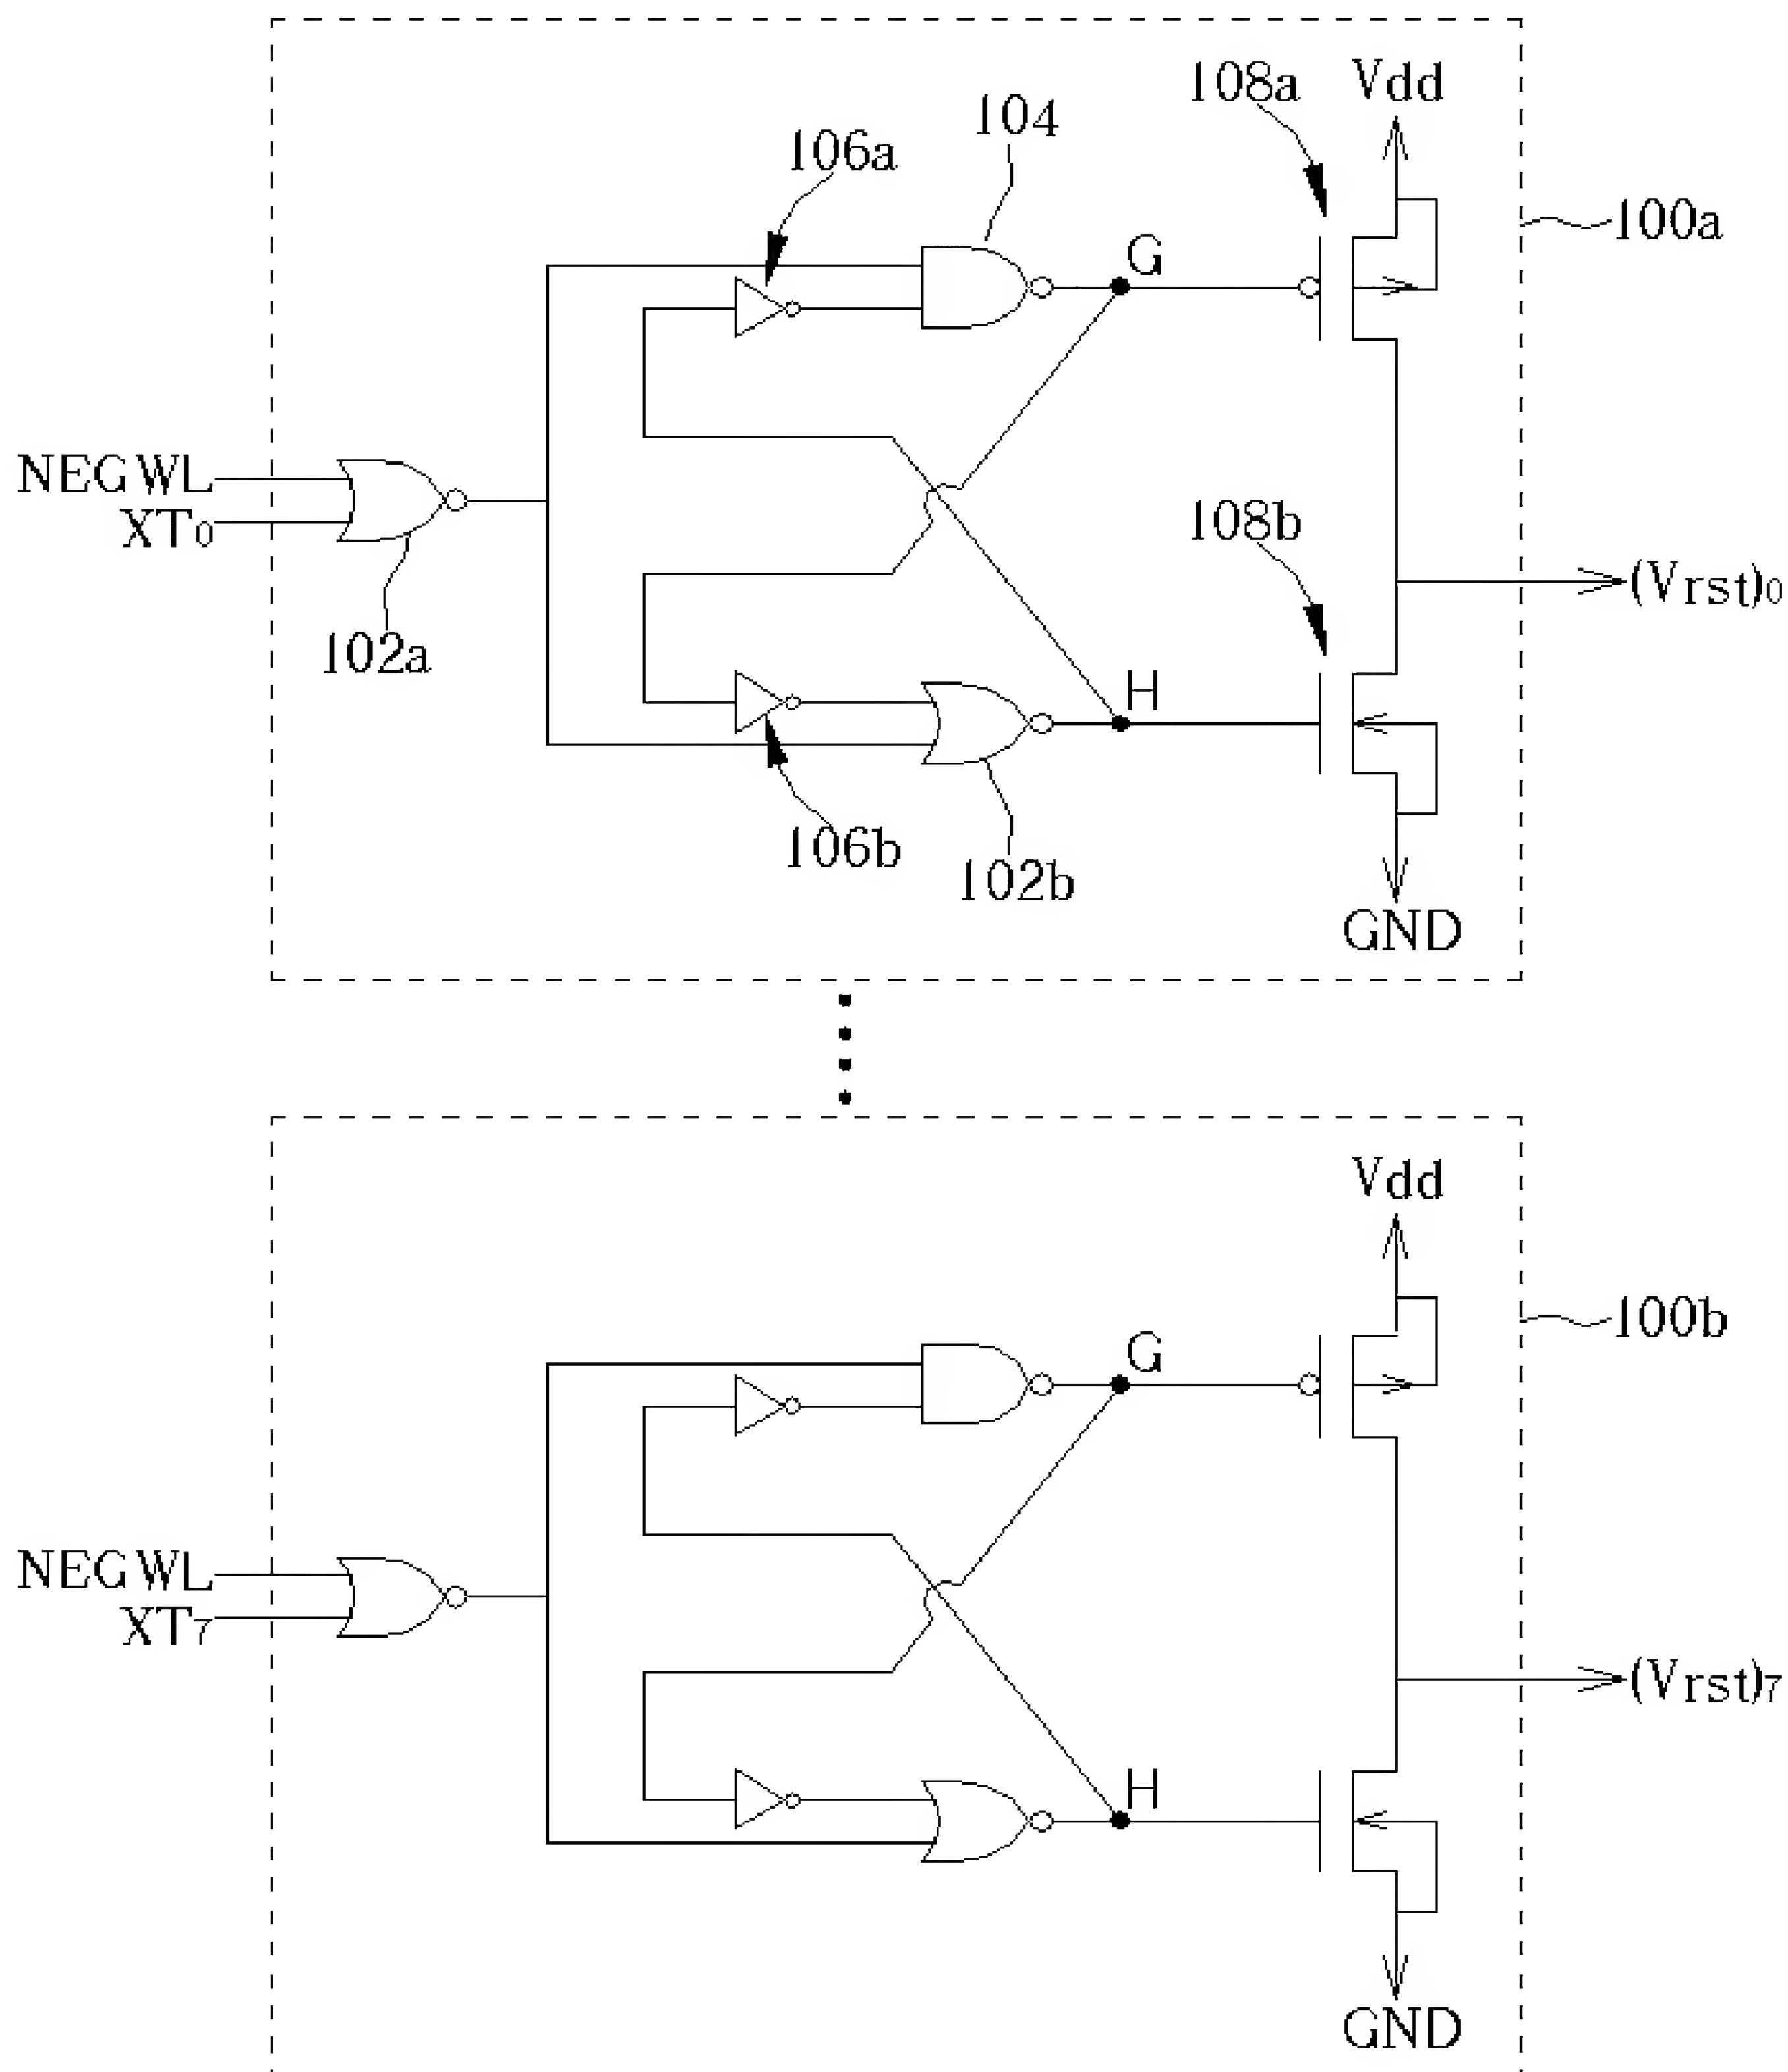 108a
Vdd
104
106a
100a
G
NEGWL
XT0
108b
(Vrst)0
102a
H
106b
102b
GND
Vdd
100b
G
NEGWL
XT7
(Vrst)7
H
GND